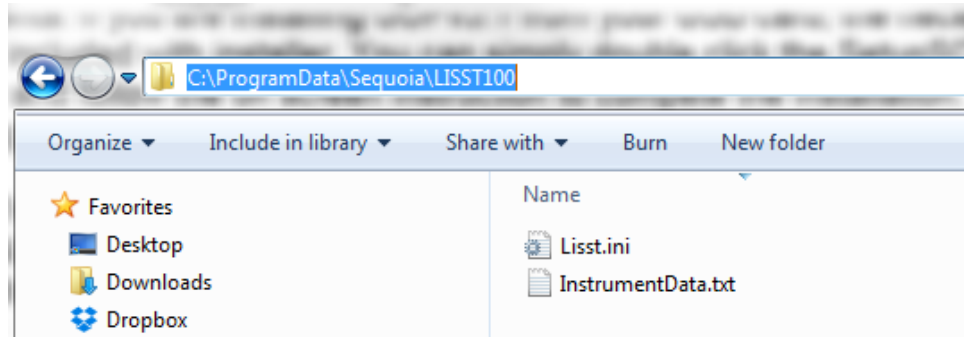 C:\ProgramData\Sequoia\LISST100
Organize Include in library Share with Burn New folder
Favorites
Desktop
Downloads
Dropbox
Name
Lisst.ini
InstrumentData.txt